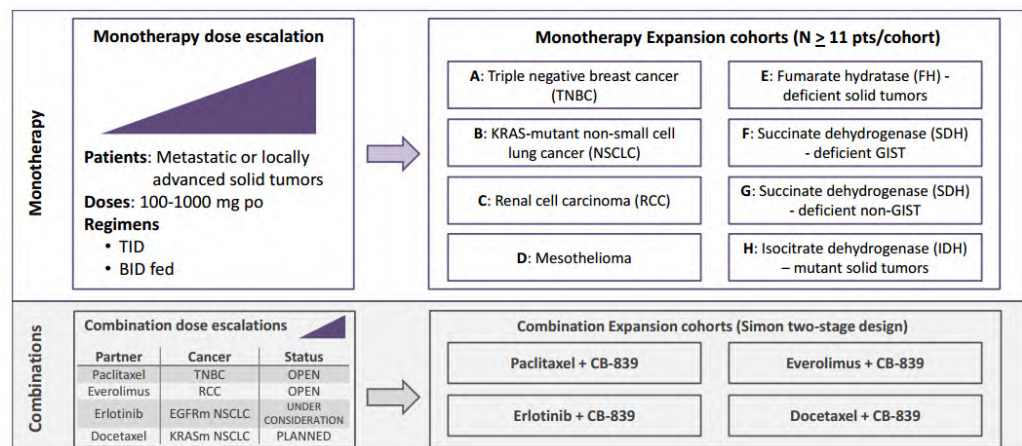 Monotherapy
Monotherapy dose escalation
Patients: Metastatic or locally
advanced solid tumors
Doses: 100-1000 mg po
Regimens
• TID
• BID fed
Monotherapy Expansion cohorts (N ≥ 11 pts/cohort)
A: Triple negative breast cancer
(TNBC)
B: KRAS-mutant non-small cell
lung cancer (NSCLC)
C: Renal cell carcinoma (RCC)
D: Mesothelioma
E: Fumarate hydratase (FH) -
deficient solid tumors
F: Succinate dehydrogenase (SDH)
- deficient GIST
G: Succinate dehydrogenase (SDH)
- deficient non-GIST
H: Isocitrate dehydrogenase (IDH)
– mutant solid tumors
Combinations
Combination dose escalations
Partner Cancer Status
Paclitaxel TNBC OPEN
Everolimus RCC OPEN
Erlotinib EGFRm NSCLC UNDER
CONSIDERATION
Docetaxel KRASm NSCLC PLANNED
Combination Expansion cohorts (Simon two-stage design)
Paclitaxel + CB-839
Everolimus + CB-839
Erlotinib + CB-839
Docetaxel + CB-839